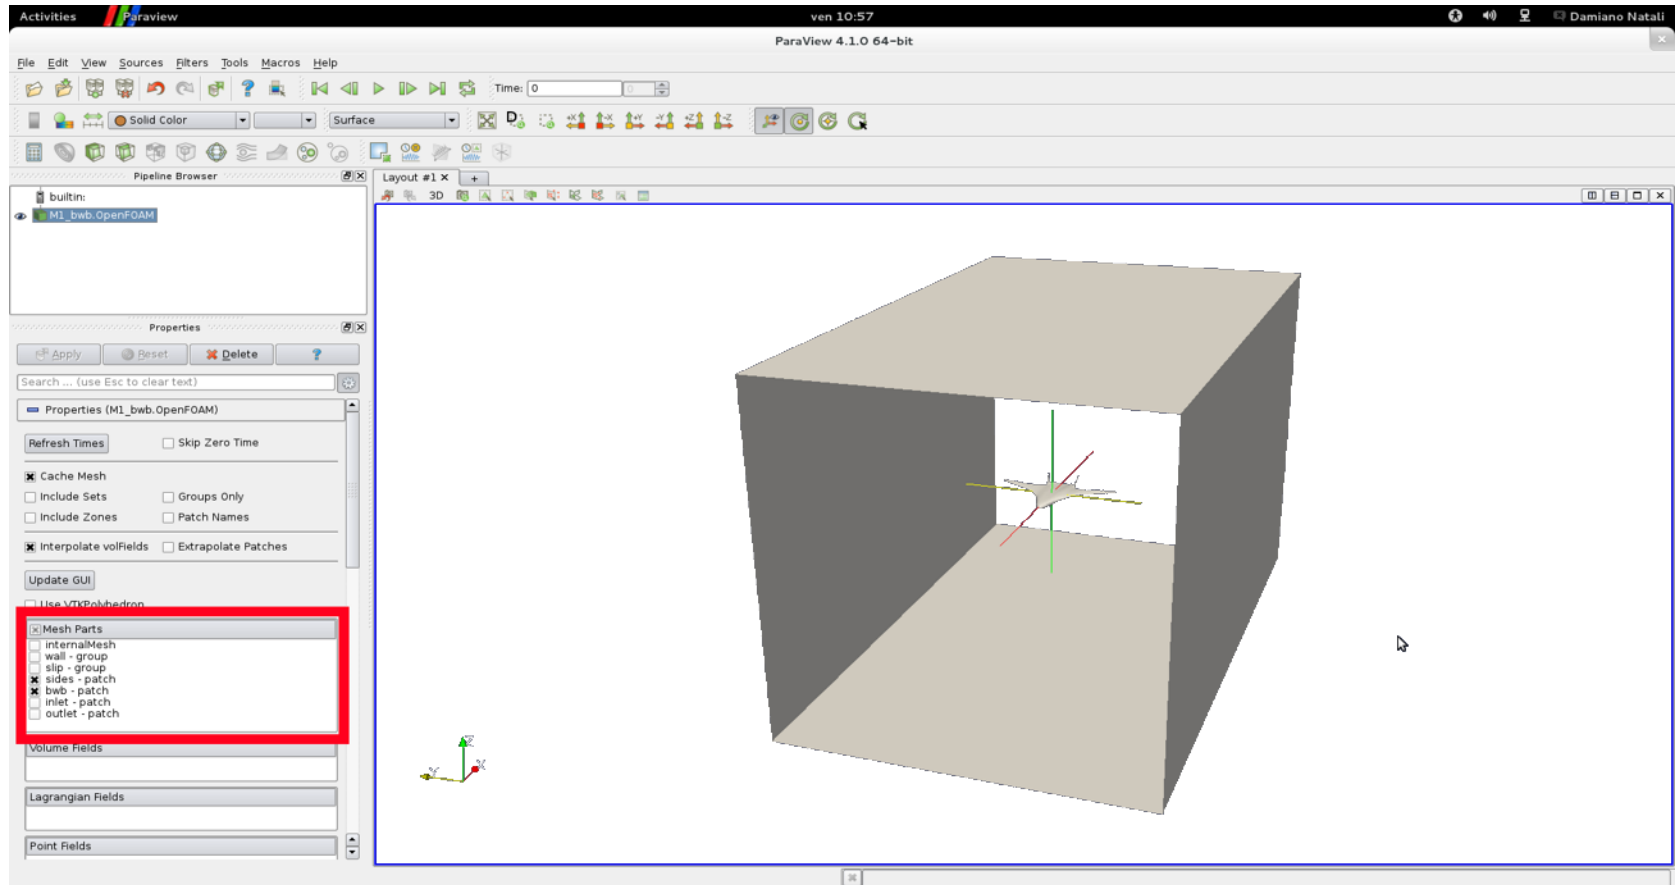 Activities Paraview ven 10:57 Damiano Natali
ParaView 4.1.0 64-bit
File Edit View Sources Filters Tools Macros Help
Time: 0 0
Solid Color Surface
Pipeline Browser
Layout #1 +
builtin:
3D
M1_bwb.OpenFOAM
Properties
Apply Reset Delete ?
Search ... (use Esc to clear text)
Properties (M1_bwb.OpenFOAM)
Refresh Times Skip Zero Time
Cache Mesh
Include Sets Groups Only
Include Zones Patch Names
Interpolate volFields Extrapolate Patches
Update GUI
Use VTKPolyhedron
Mesh Parts
internalMesh
wall - group
slip - group
sides - patch
bwb - patch
inlet - patch
outlet - patch
Volume Fields
Lagrangian Fields
Point Fields
Z
Y X